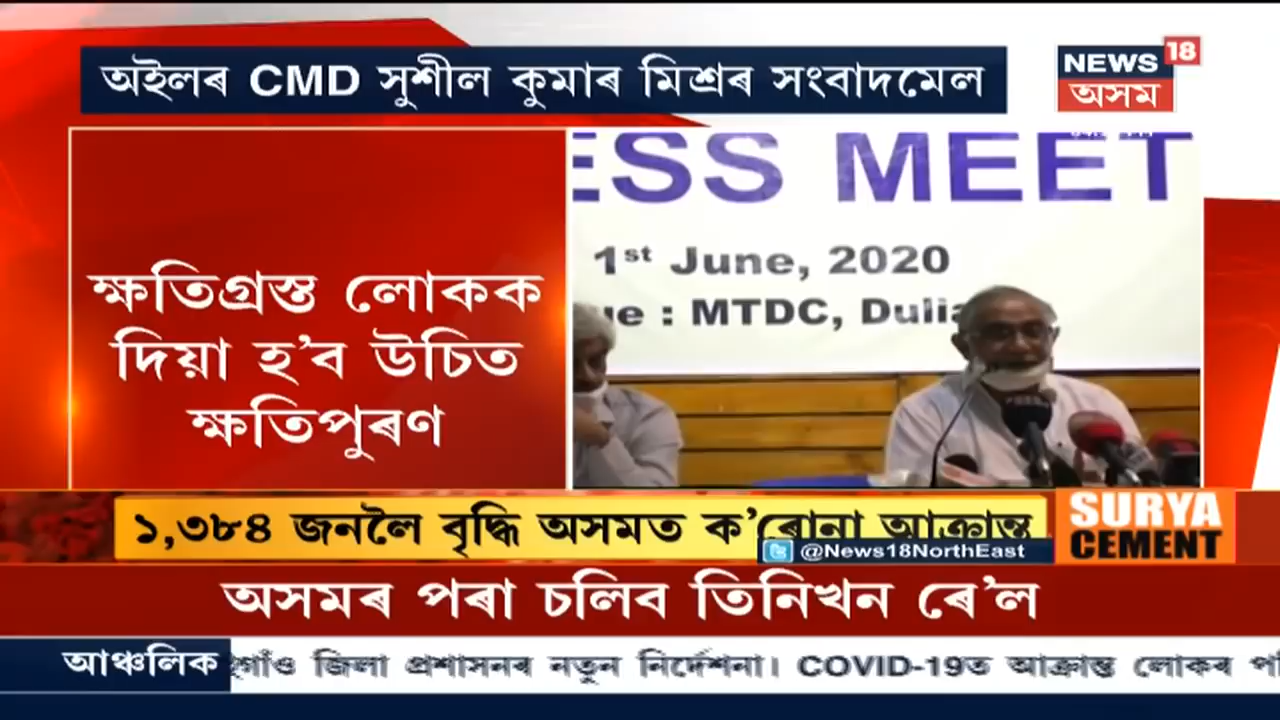 অইলৰ CMD সুশীল কুমাৰ মিশ্ৰৰ সংবাদমেল
NEWS 18
অসম
ESS MEET
1st June, 2020
ue : MTDC, Dulia
ক্ষতিগ্ৰস্ত লোকক
দিয়া হ'ব উচিত
ক্ষতিপুৰণ
১,৩৮৪ জনলৈ বৃদ্ধি অসমত ক'ৰোনা আক্ৰান্ত
@News18NorthEast
SURYA
CEMENT
অসমৰ পৰা চলিব তিনিখন ৰে'ল
আঞ্চলিক
ইগাঁও জিলা প্ৰশাসনৰ নতুন নিৰ্দেশনা। COVID-19ত আক্ৰান্ত লোকৰ